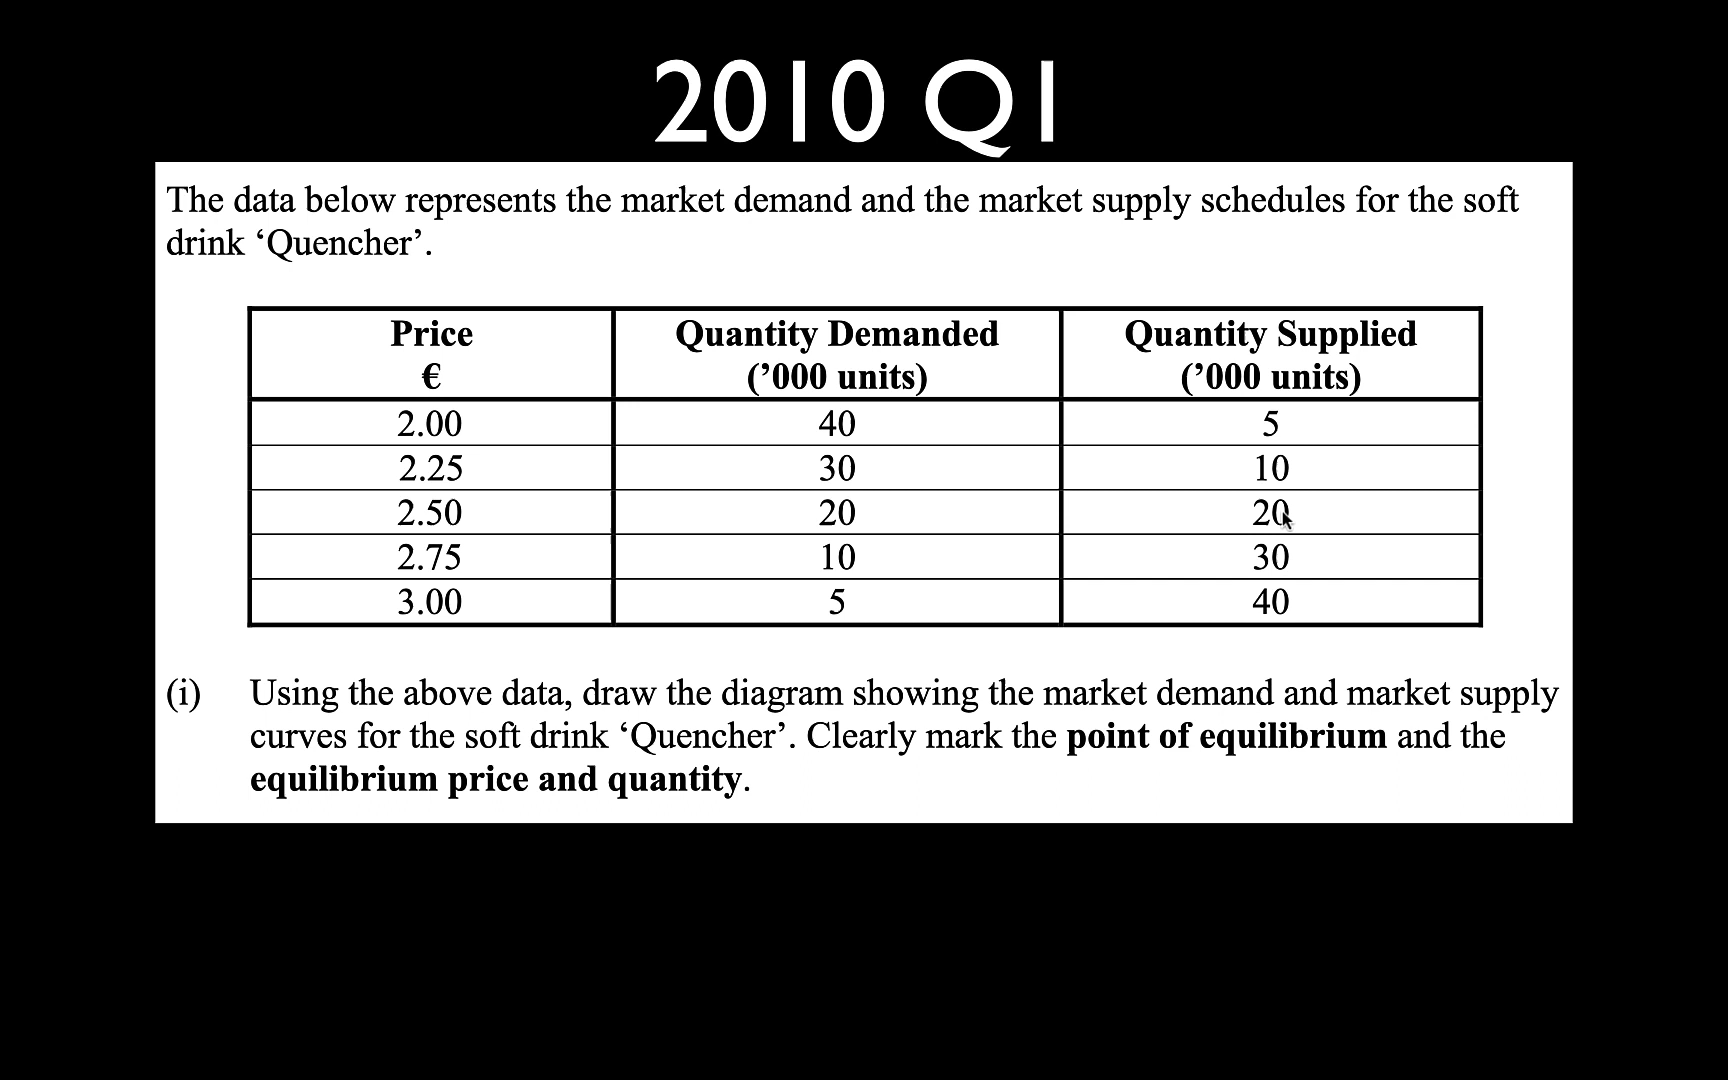 2010 Q1
The data below represents the market demand and the market supply schedules for the soft
drink ‘Quencher’.
Price Quantity Demanded Quantity Supplied
€ (’000 units) (’000 units)
2.00 40 5
2.25 30 10
2.50 20 20
2.75 10 30
3.00 5 40
(i) Using the above data, draw the diagram showing the market demand and market supply
curves for the soft drink ‘Quencher’. Clearly mark the point of equilibrium and the
equilibrium price and quantity.